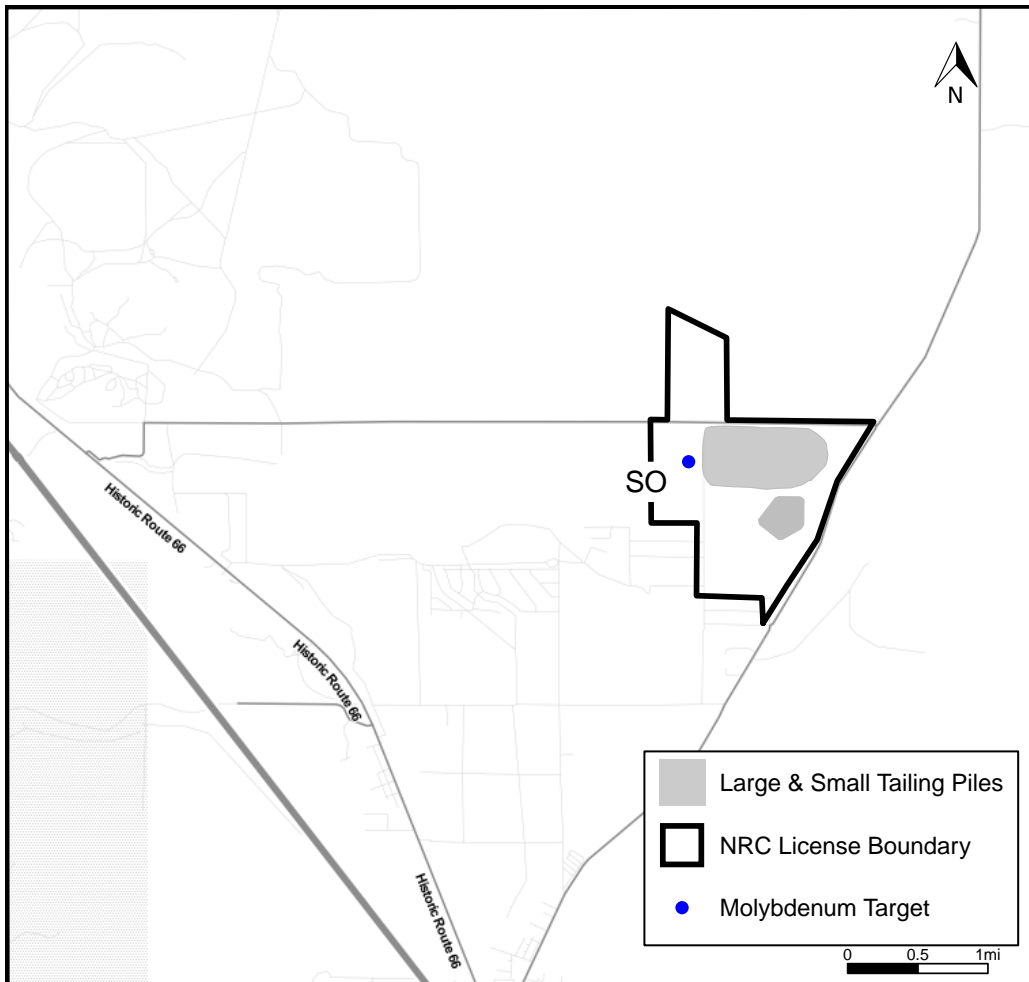 N
SO
Historic Route 66
Historic Route 66
Historic Route 66
Large & Small Tailing Piles
NRC License Boundary
Molybdenum Target
0 0.5 1mi